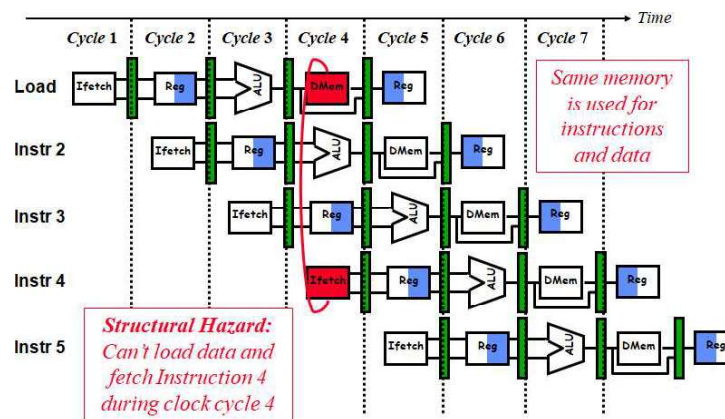 Time
Cycle 1 Cycle 2 Cycle 3 Cycle 4 Cycle 5 Cycle 6 Cycle 7
Load Ifetch Reg ALU DMem Reg
Same memory
is used for
instructions
and data
Instr 2 Ifetch Reg ALU DMem Reg
Instr 3 Ifetch Reg ALU DMem Reg
Instr 4 Ifetch Reg ALU DMem Reg
Structural Hazard:
Can't load data and
fetch Instruction 4
during clock cycle 4
Instr 5 Ifetch Reg ALU DMem Reg